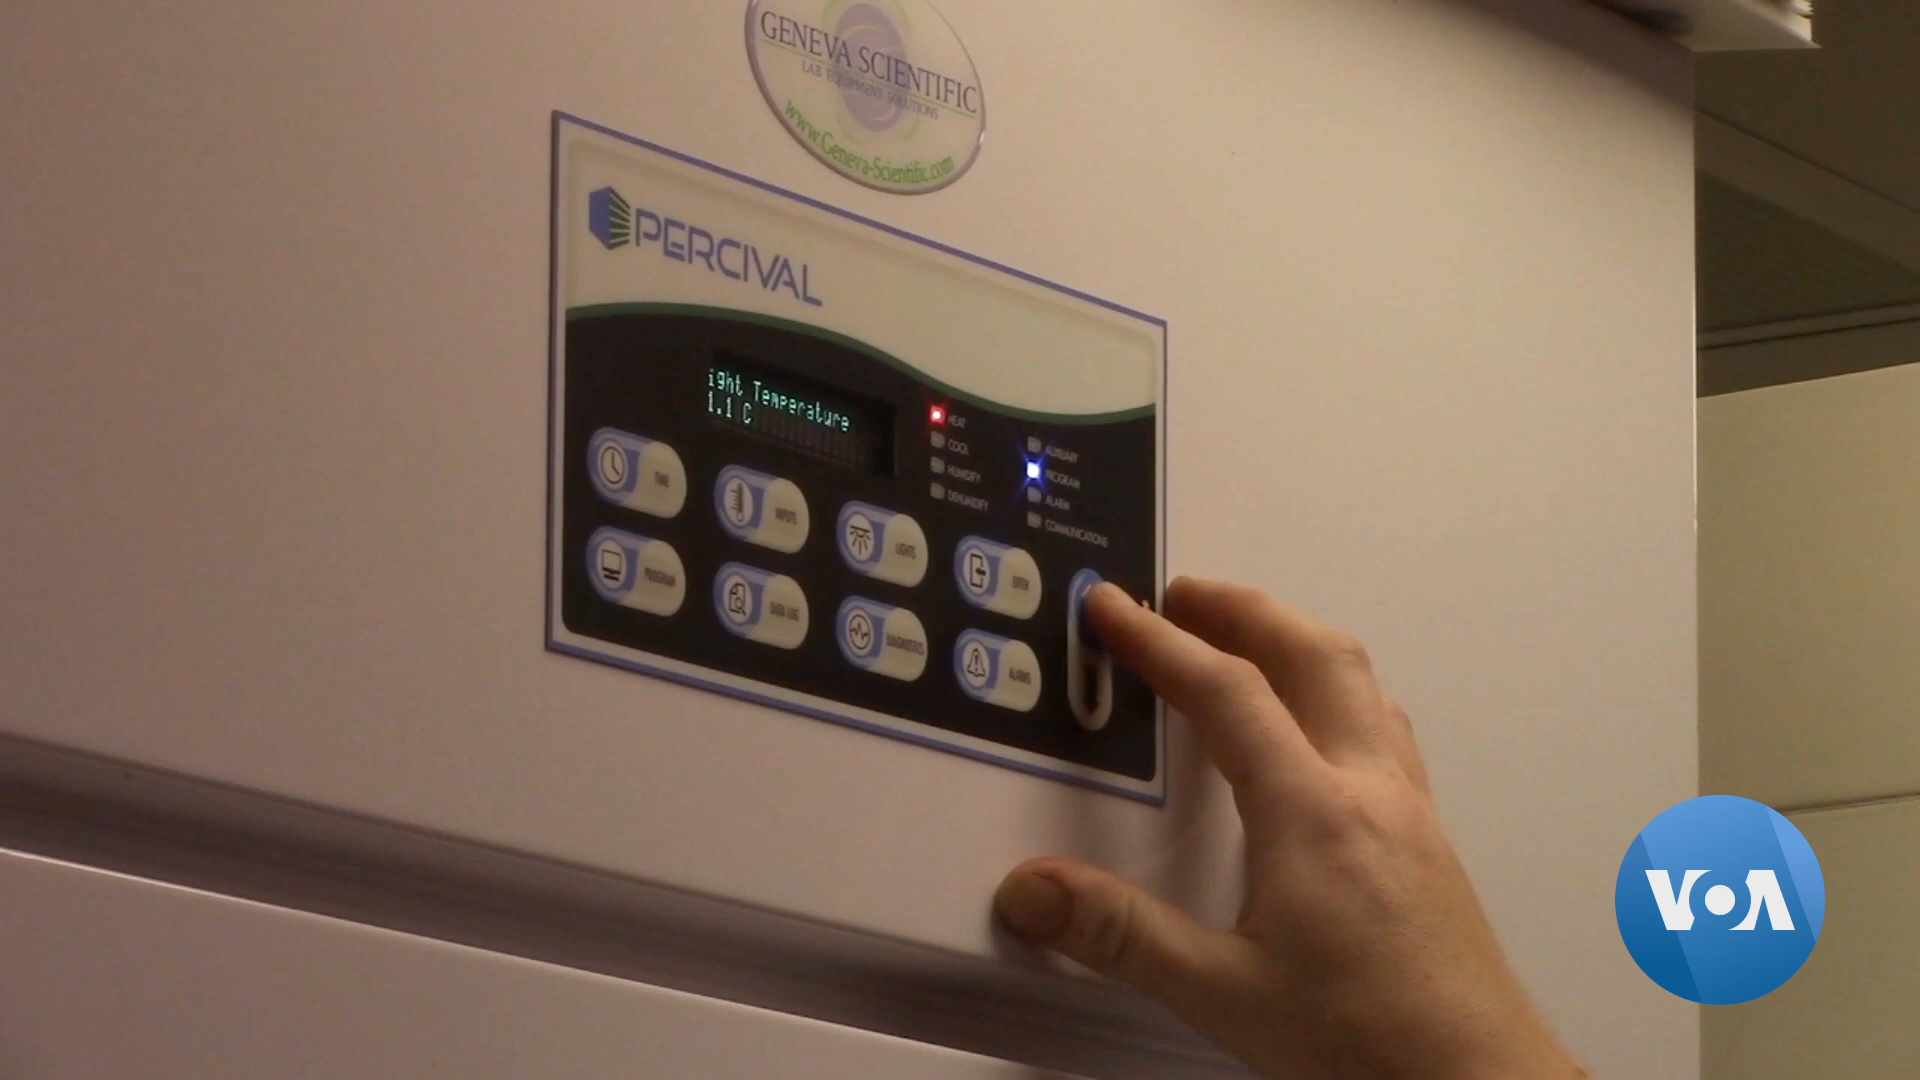 GENEVA SCIENTIFIC
LAB EQUIPMENT SOLUTIONS
www.Geneva-Scientific.com
PERCIVAL
ight Temperature
1.1 C
HEAT
COOL
HUMIDIFY
DEHUMIDIFY
AUXILIARY
PROGRAM
ALARM
COMMUNICATIONS
TIME
INPUTS
LIGHTS
ENTER
PROGRAM
DATA LOG
DIAGNOSTICS
ALARMS
VOA